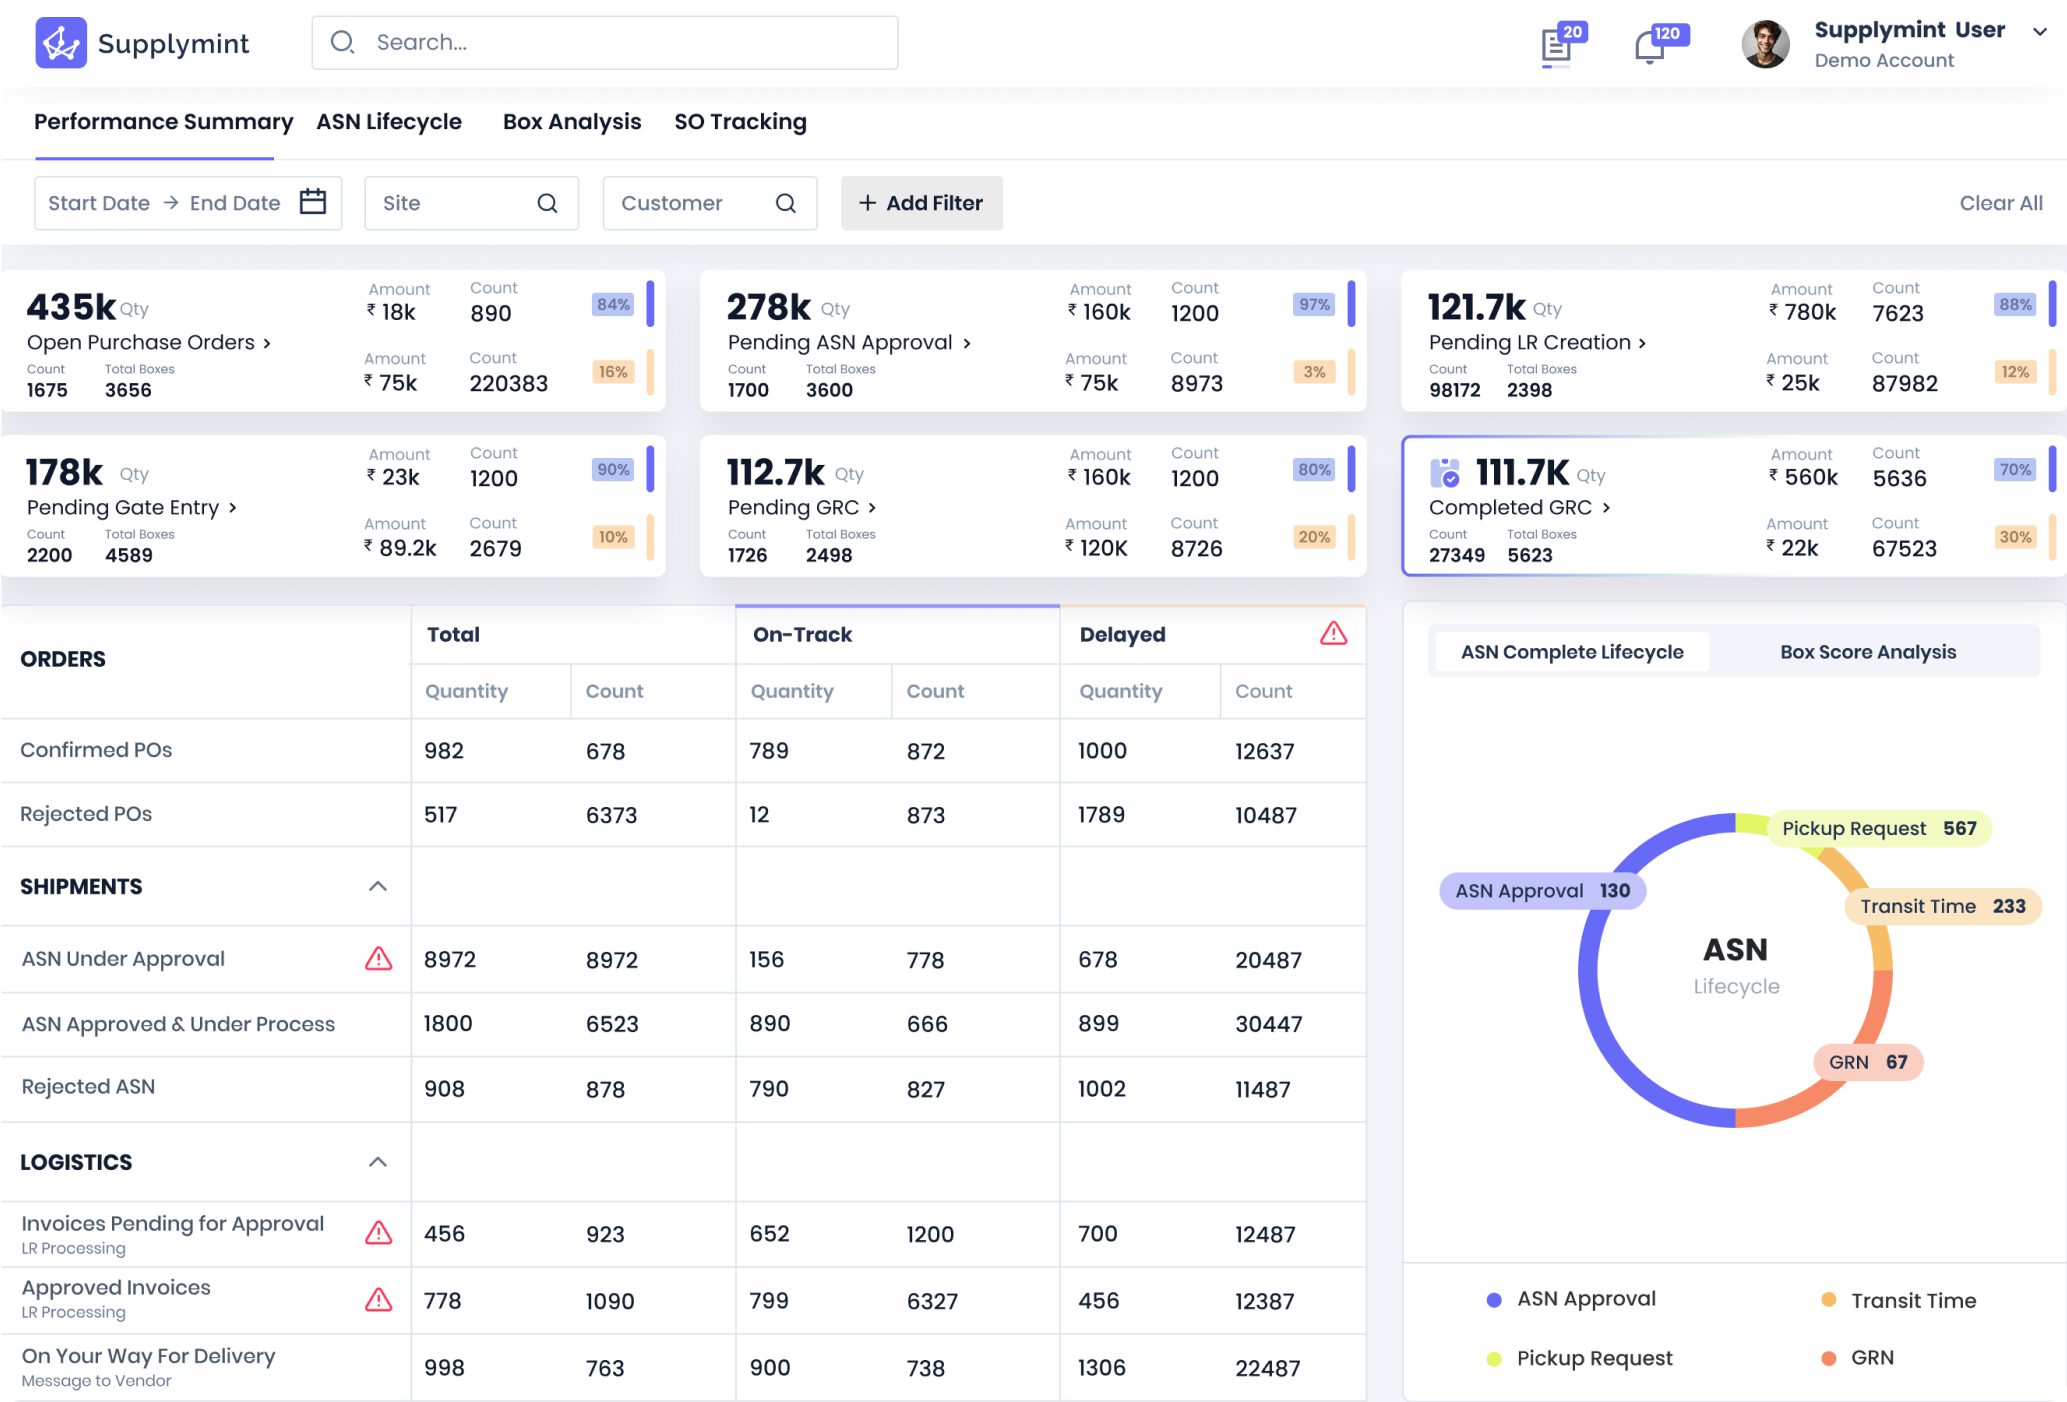 Supplymint
Search...
20
120
Supplymint User
Demo Account
Performance Summary ASN Lifecycle Box Analysis SO Tracking
Start Date → End Date
Site
Customer
+ Add Filter
Clear All
435k Qty
Open Purchase Orders >
Count Total Boxes
1675 3656
Amount Count
₹ 18k 890 84%
Amount Count
₹ 75k 220383 16%
278k Qty
Pending ASN Approval >
Count Total Boxes
1700 3600
Amount Count
₹ 160k 1200 97%
Amount Count
₹ 75k 8973 3%
121.7k Qty
Pending LR Creation >
Count Total Boxes
98172 2398
Amount Count
₹ 780k 7623 88%
Amount Count
₹ 25k 87982 12%
178k Qty
Pending Gate Entry >
Count Total Boxes
2200 4589
Amount Count
₹ 23k 1200 90%
Amount Count
₹ 89.2k 2679 10%
112.7k Qty
Pending GRC >
Count Total Boxes
1726 2498
Amount Count
₹ 160k 1200 80%
Amount Count
₹ 120K 8726 20%
111.7K Qty
Completed GRC >
Count Total Boxes
27349 5623
Amount Count
₹ 560k 5636 70%
Amount Count
₹ 22k 67523 30%
ORDERS
Total On-Track Delayed
Quantity Count Quantity Count Quantity Count
Confirmed POs 982 678 789 872 1000 12637
Rejected POs 517 6373 12 873 1789 10487
SHIPMENTS
ASN Under Approval 8972 8972 156 778 678 20487
ASN Approved & Under Process 1800 6523 890 666 899 30447
Rejected ASN 908 878 790 827 1002 11487
LOGISTICS
Invoices Pending for Approval 456 923 652 1200 700 12487
LR Processing
Approved Invoices 778 1090 799 6327 456 12387
LR Processing
On Your Way For Delivery 998 763 900 738 1306 22487
Message to Vendor
ASN Complete Lifecycle Box Score Analysis
Pickup Request 567
ASN Approval 130
Transit Time 233
ASN
Lifecycle
GRN 67
ASN Approval Transit Time
Pickup Request GRN